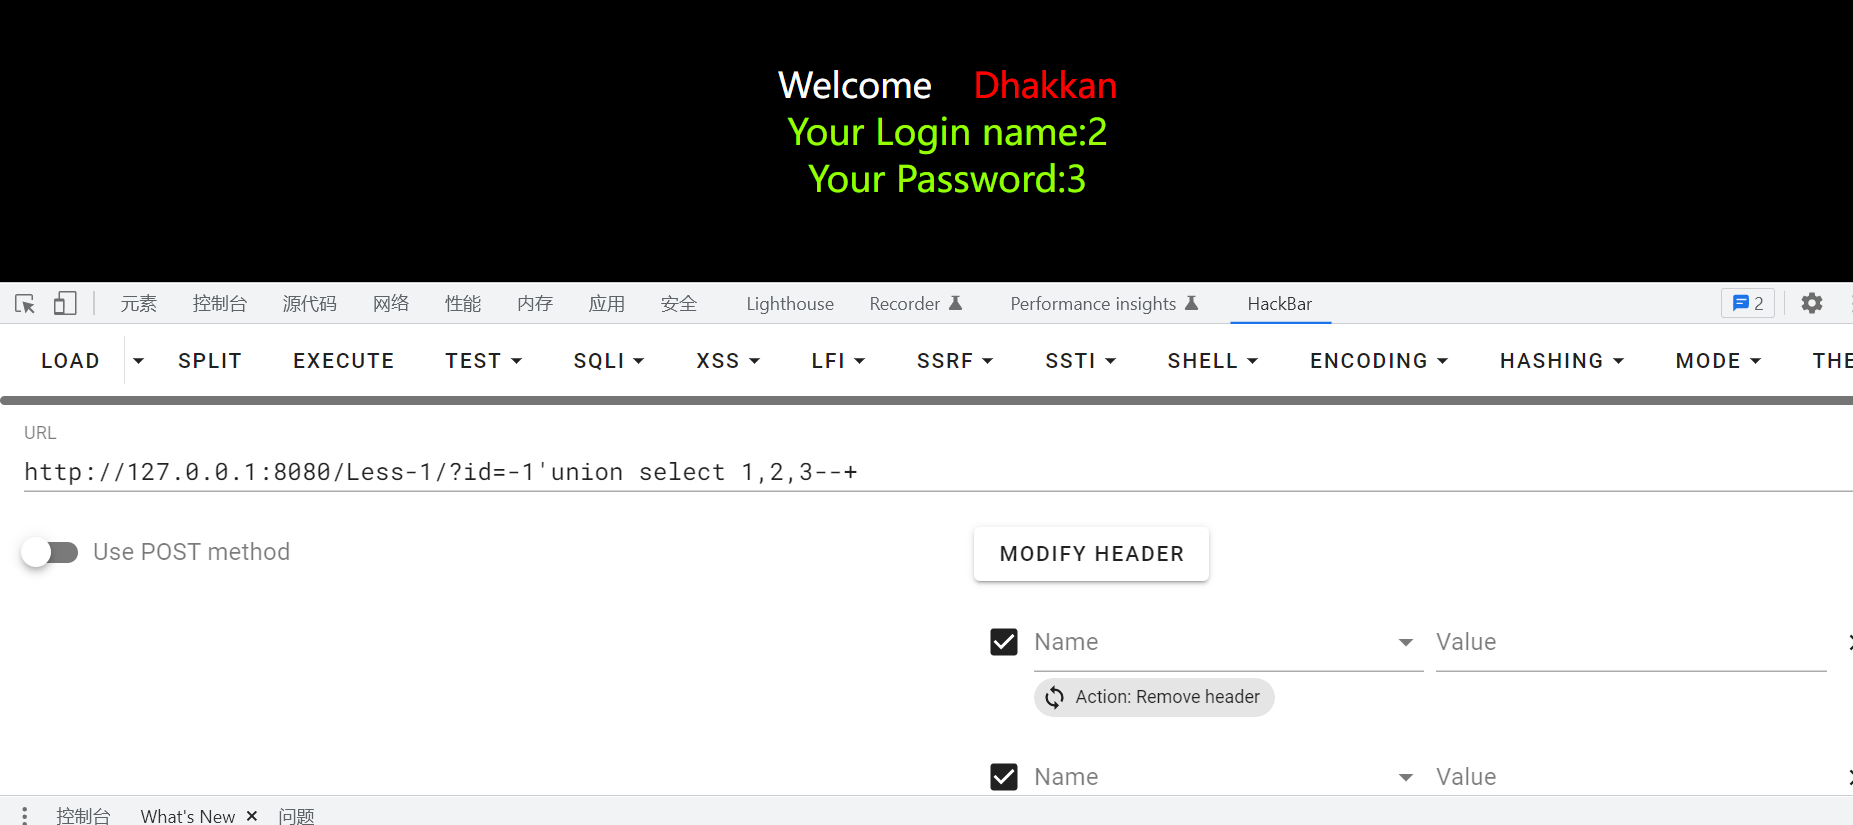 Welcome Dhakkan
Your Login name:2
Your Password:3
元素 控制台 源代码 网络 性能 内存 应用 安全 Lighthouse Recorder Performance insights HackBar 2
LOAD SPLIT EXECUTE TEST SQLI XSS LFI SSRF SSTI SHELL ENCODING HASHING MODE THE
URL
http://127.0.0.1:8080/Less-1/?id=-1'union select 1,2,3--+
Use POST method MODIFY HEADER
Name Value
Action: Remove header
Name Value
控制台 What's New × 问题